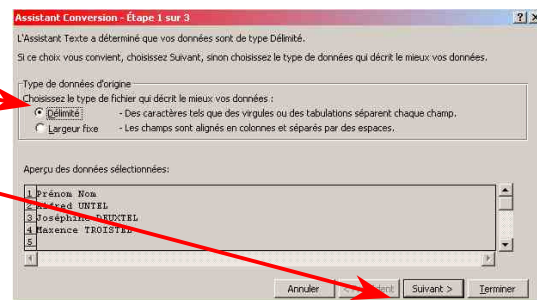 Assistant Conversion - Étape 1 sur 3
L'Assistant Texte a déterminé que vos données sont de type Délimité.
Si ce choix vous convient, choisissez Suivant, sinon choisissez le type de données qui décrit le mieux vos données.
Type de données d'origine
Choisissez le type de fichier qui décrit le mieux vos données :
Délimité - Des caractères tels que des virgules ou des tabulations séparent chaque champ.
Largeur fixe - Les champs sont alignés en colonnes et séparés par des espaces.
Aperçu des données sélectionnées:
1 Prénom Nom
2 Alfred UNTEL
3 Joséphine DEUXTEL
4 Maxence TROISTEL
5
Annuler < Précédent Suivant > Terminer